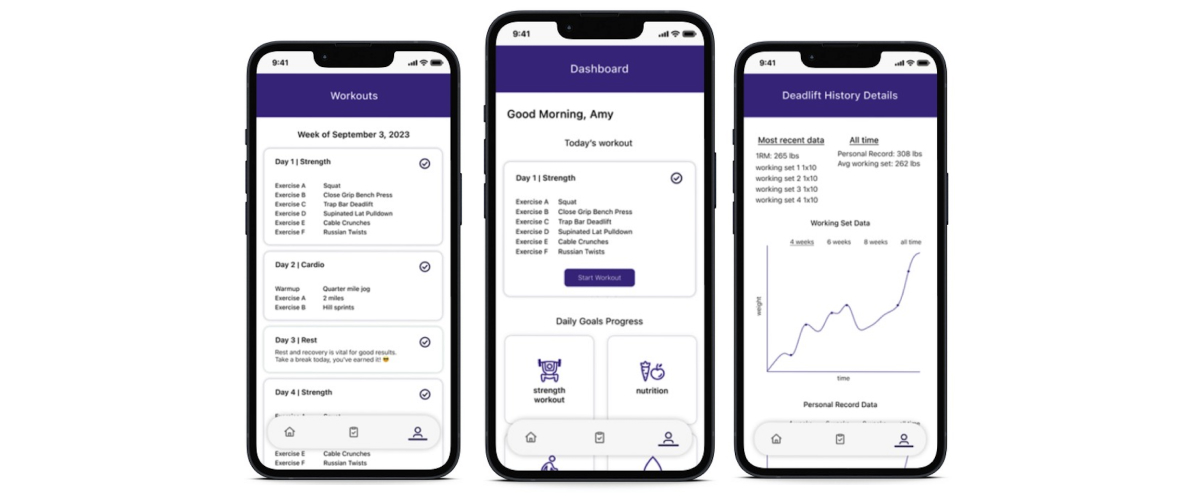 9:41
Workouts
Week of September 3, 2023
Day 1 | Strength
Exercise A Squat
Exercise B Close Grip Bench Press
Exercise C Trap Bar Deadlift
Exercise D Supinated Lat Pulldown
Exercise E Cable Crunches
Exercise F Russian Twists
Day 2 | Cardio
Warmup Quarter mile jog
Exercise A 2 miles
Exercise B Hill sprints
Day 3 | Rest
Rest and recovery is vital for good results.
Take a break today, you've earned it! 😎
Day 4 | Strength
Exercise E Cable Crunches
Exercise F Russian Twists
9:41
Dashboard
Good Morning, Amy
Today's workout
Day 1 | Strength
Exercise A Squat
Exercise B Close Grip Bench Press
Exercise C Trap Bar Deadlift
Exercise D Supinated Lat Pulldown
Exercise E Cable Crunches
Exercise F Russian Twists
Start Workout
Daily Goals Progress
strength
workout
nutrition
9:41
Deadlift History Details
Most recent data
1RM: 265 lbs
working set 1 1x10
working set 2 1x10
working set 3 1x10
working set 4 1x10
All time
Personal Record: 308 lbs
Avg working set: 262 lbs
Working Set Data
4 weeks 6 weeks 8 weeks all time
weight
time
Personal Record Data